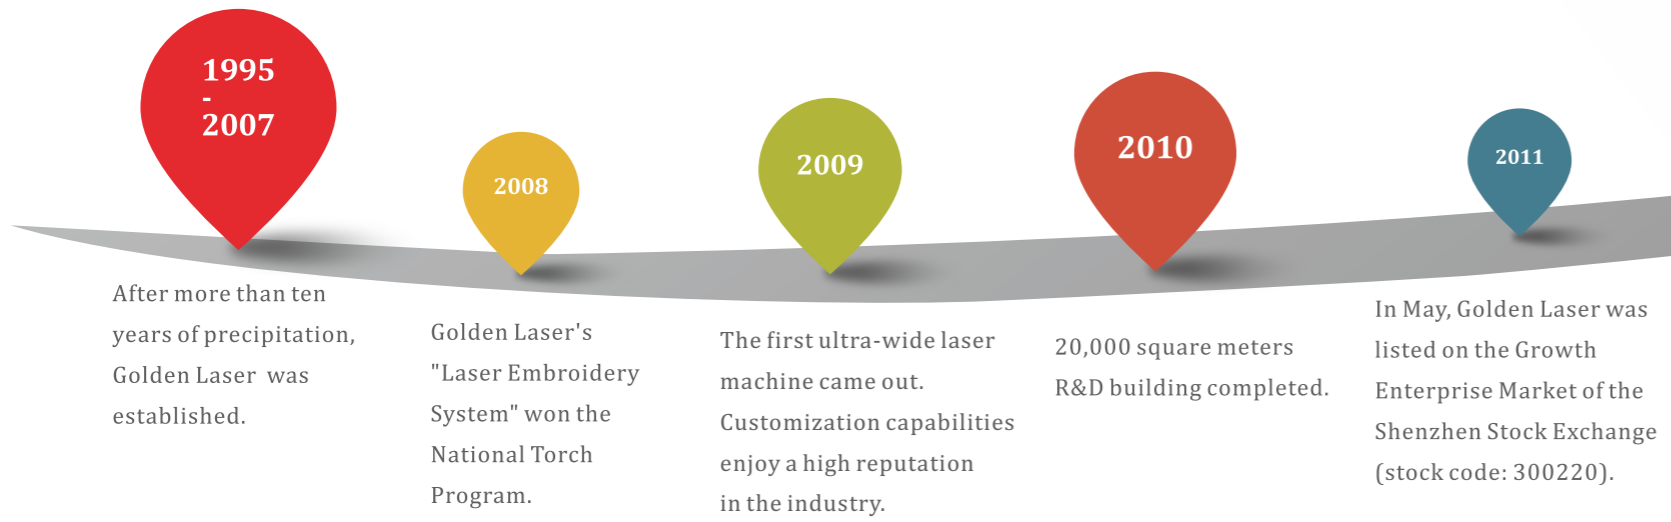 1995
-
2007
After more than ten
years of precipitation,
Golden Laser was
established.
2008
Golden Laser's
"Laser Embroidery
System" won the
National Torch
Program.
2009
The first ultra-wide laser
machine came out.
Customization capabilities
enjoy a high reputation
in the industry.
2010
20,000 square meters
R&D building completed.
2011
In May, Golden Laser was
listed on the Growth
Enterprise Market of the
Shenzhen Stock Exchange
(stock code: 300220).